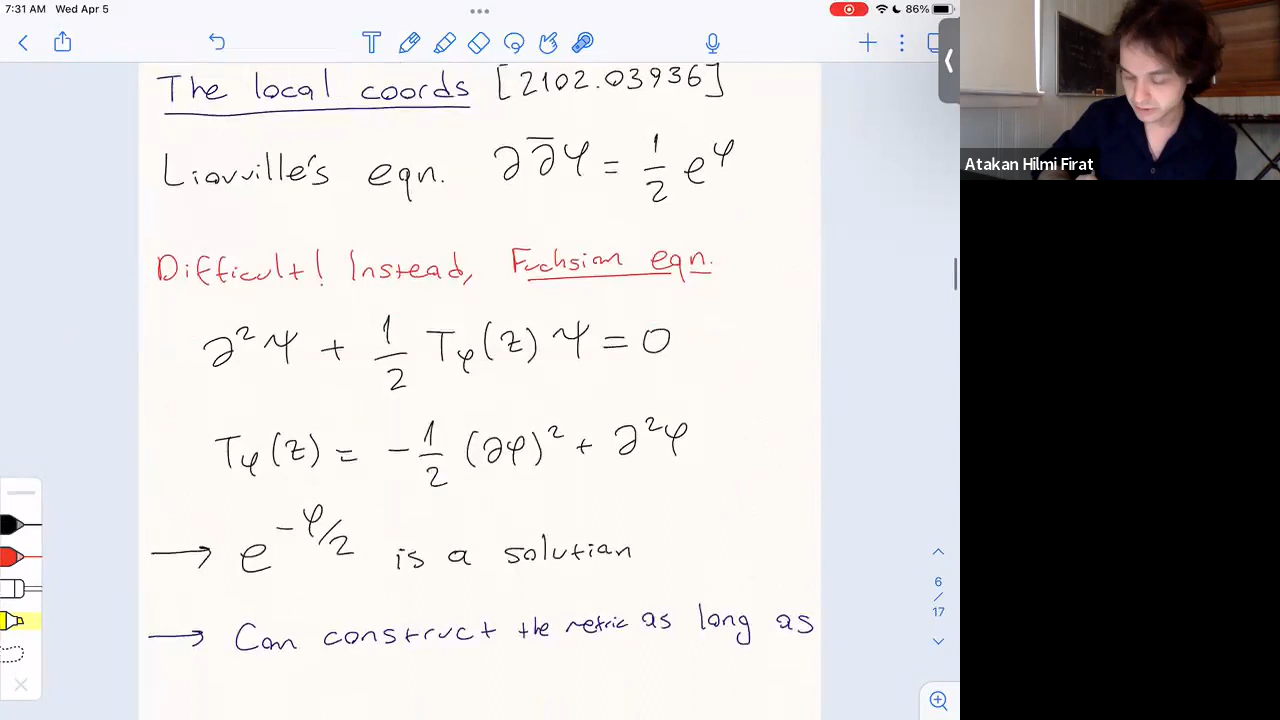 7:31 AM Wed Apr 5
86%
The local coords [2102.03936]
Liouville's eqn. ∂∂̅φ = 1/2 e^φ
Difficult! Instead, Fuchsian eqn.
∂²ψ + 1/2 T_φ(z) ψ = 0
T_φ(z) = -1/2 (∂φ)² + ∂²φ
→ e^{-φ/2} is a solution
→ Can construct the metric as long as
6
/
17
Atakan Hilmi Firat